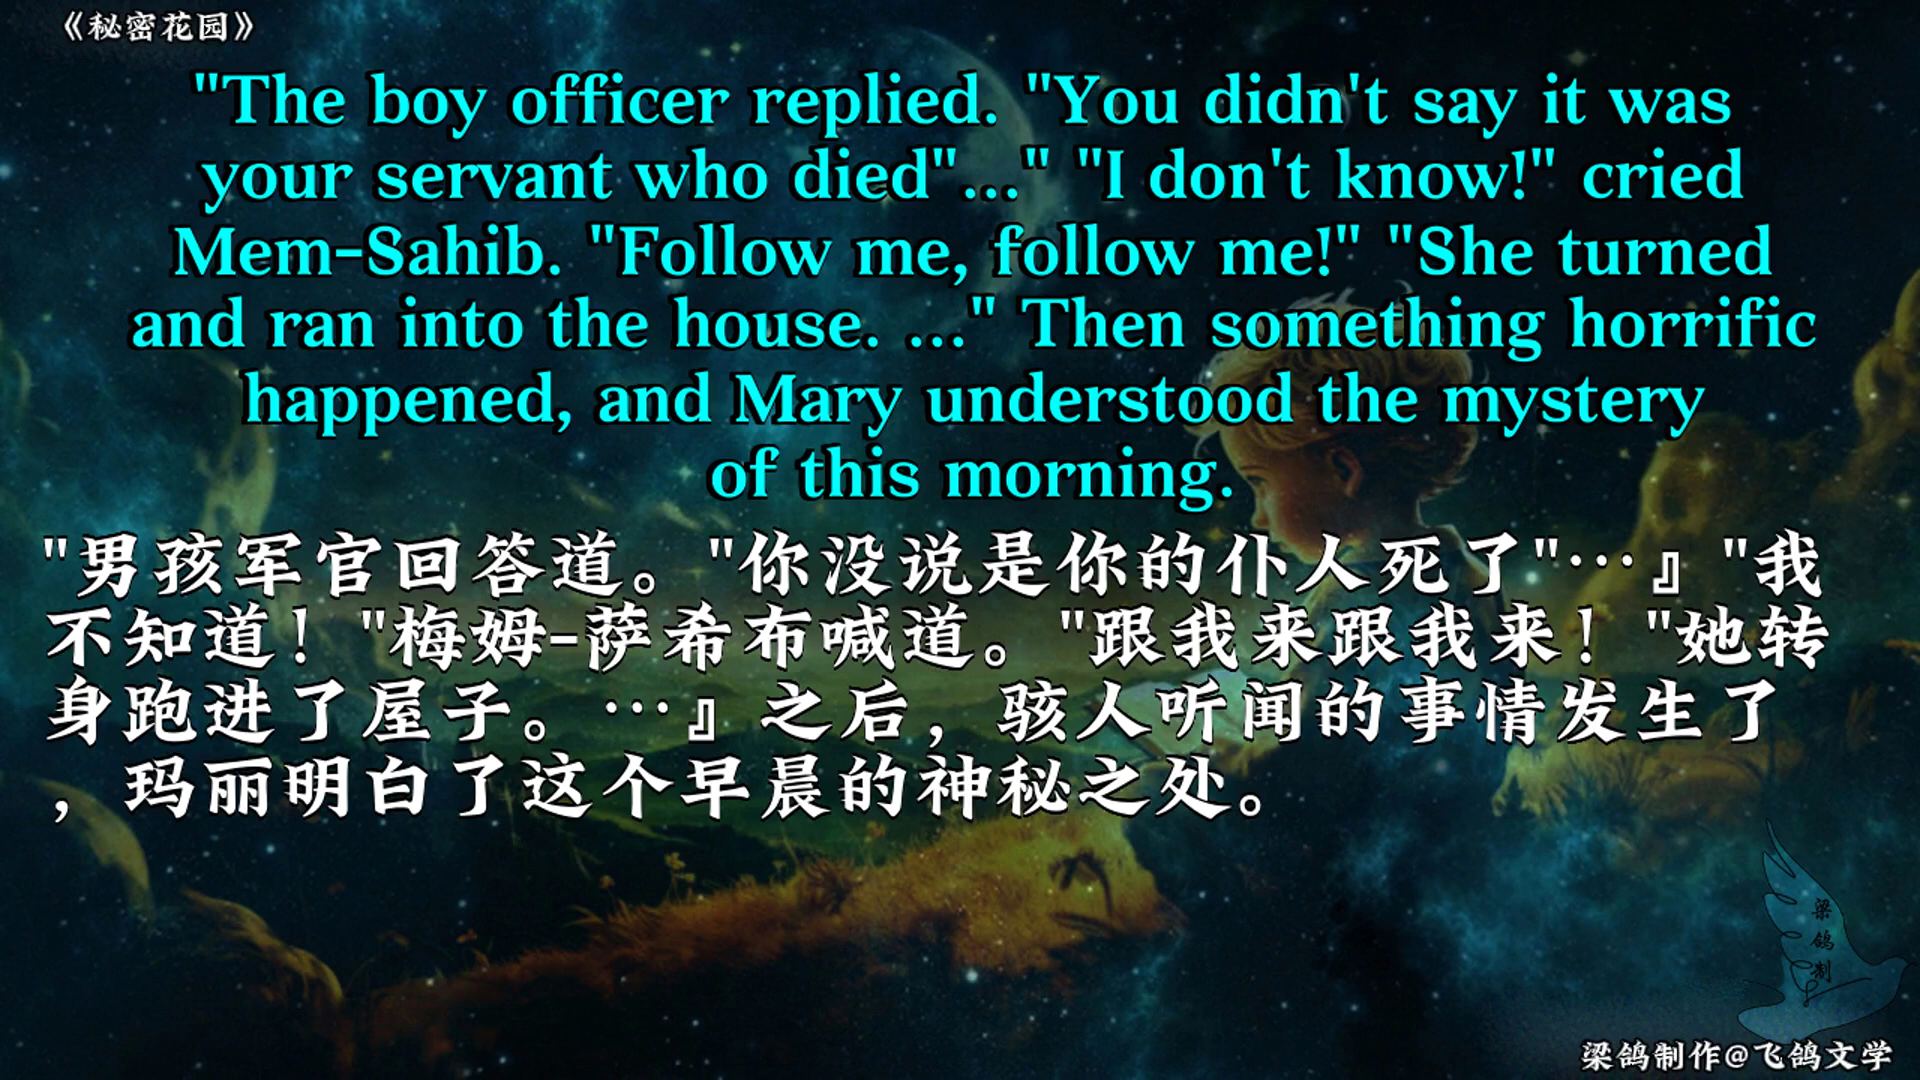 《秘密花园》
"The boy officer replied. "You didn't say it was
your servant who died"..." "I don't know!" cried
Mem-Sahib. "Follow me, follow me!" "She turned
and ran into the house. ..." Then something horrific
happened, and Mary understood the mystery
of this morning.
"男孩军官回答道。"你没说是你的仆人死了"…』"我
不知道！"梅姆-萨希布喊道。"跟我来跟我来！"她转
身跑进了屋子。…』之后，骇人听闻的事情发生了
，玛丽明白了这个早晨的神秘之处。
梁
鸽
制
梁鸽制作@飞鸽文学